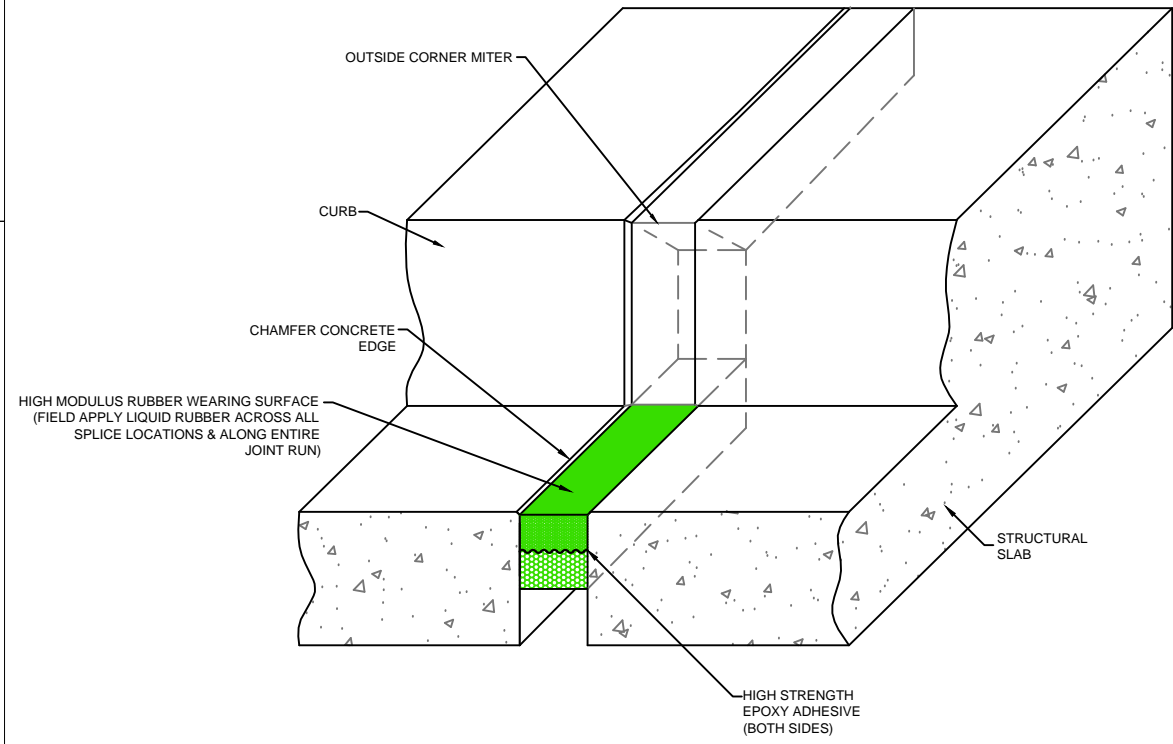 OUTSIDE CORNER MITER
CURB
CHAMFER CONCRETE
EDGE
HIGH MODULUS RUBBER WEARING SURFACE
(FIELD APPLY LIQUID RUBBER ACROSS ALL
SPLICE LOCATIONS & ALONG ENTIRE
JOINT RUN)
STRUCTURAL
SLAB
HIGH STRENGTH
EPOXY ADHESIVE
(BOTH SIDES)